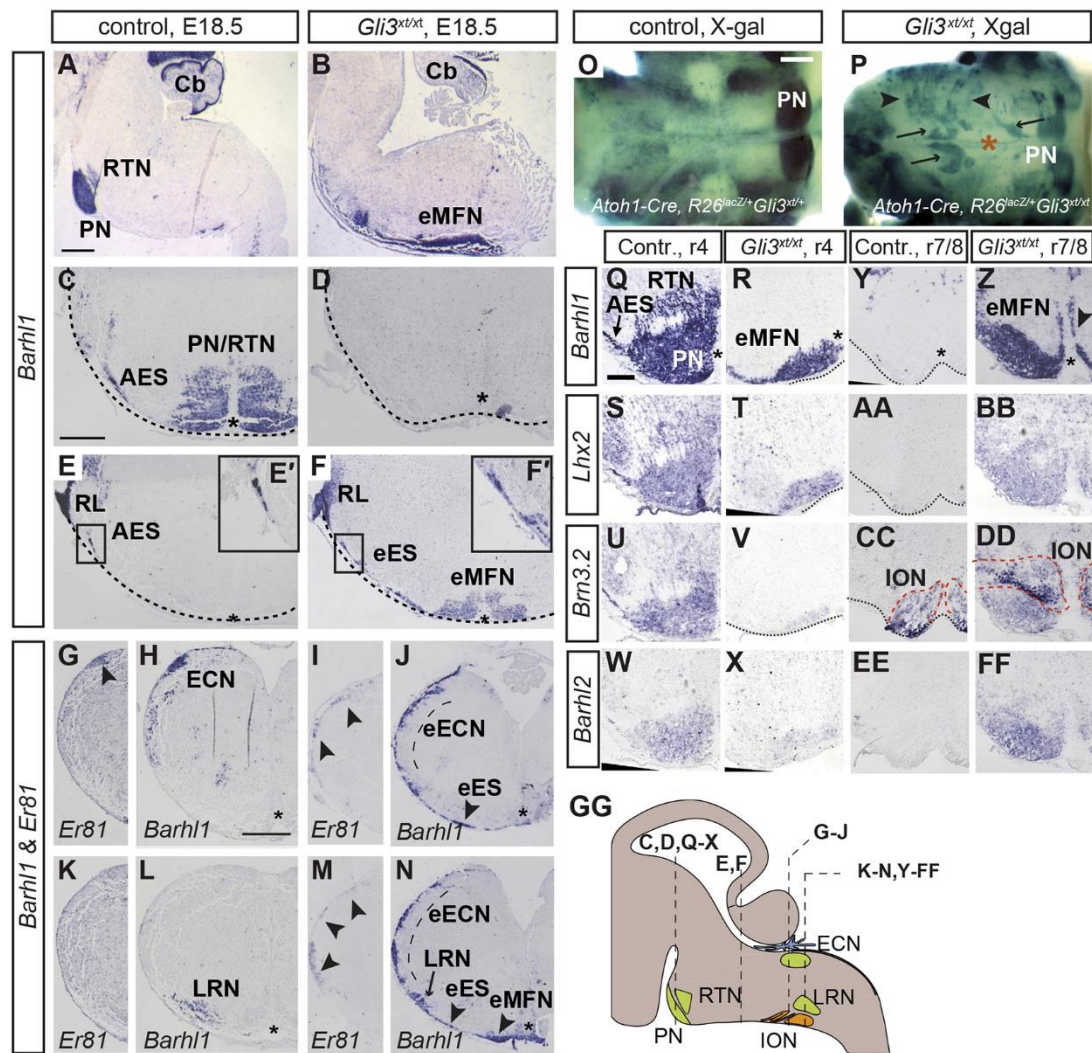 control, E18.5
Gli3xt/xt, E18.5
control, X-gal
Gli3xt/xt, Xgal
Barhl1
A
Cb
RTN
PN
B
Cb
eMFN
O
PN
Atoh1-Cre, R26lacZ/+Gli3xt/+
P
*
PN
Atoh1-Cre, R26lacZ/+Gli3xt/xt
C
PN/RTN
AES
*
D
*
E
E'
RL
AES
*
F
F'
RL
eES
eMFN
*
Contr., r4
Gli3xt/xt, r4
Contr., r7/8
Gli3xt/xt, r7/8
Barhl1
Q
RTN
AES
PN
*
R
eMFN
*
Y
*
Z
eMFN
*
Lhx2
S
T
AA
BB
Brn3.2
U
V
CC
ION
DD
ION
Barhl2
W
X
EE
FF
Barhl1 & Er81
G
Er81
H
ECN
*
Barhl1
I
Er81
J
eECN
eES
*
Barhl1
K
Er81
L
LRN
*
Barhl1
M
Er81
N
eECN
LRN
eES
eMFN
*
Barhl1
GG
C,D,Q-X
E,F
G-J
K-N,Y-FF
ECN
RTN
LRN
PN
ION